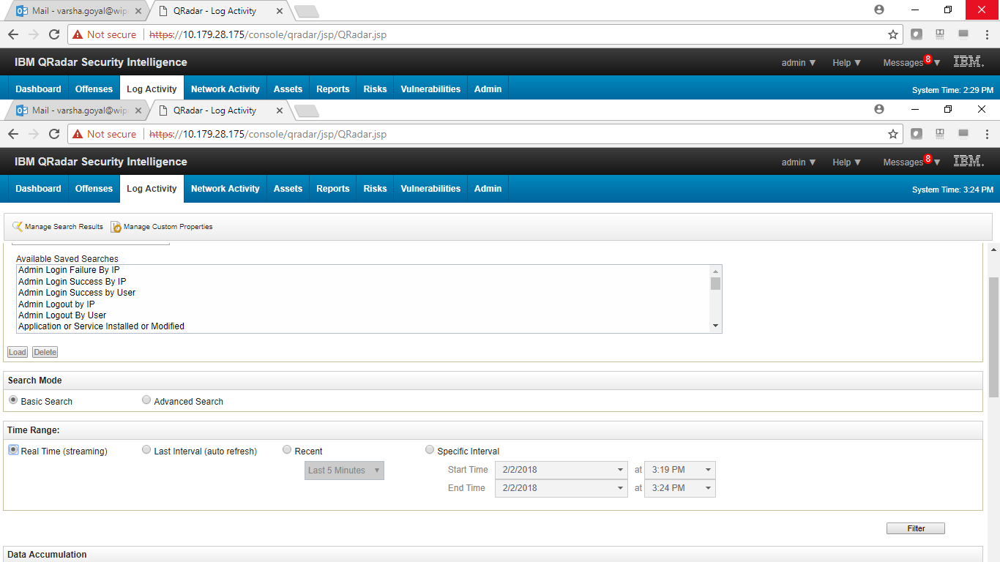 Mail - varsha.goyal@wip QRadar - Log Activity
Not secure https://10.179.28.175/console/qradar/jsp/QRadar.jsp
IBM QRadar Security Intelligence admin ▼ Help ▼ Messages 8 ▼ IBM.
Dashboard Offenses Log Activity Network Activity Assets Reports Risks Vulnerabilities Admin System Time: 2:29 PM
Mail - varsha.goyal@wip QRadar - Log Activity
Not secure https://10.179.28.175/console/qradar/jsp/QRadar.jsp
IBM QRadar Security Intelligence admin ▼ Help ▼ Messages 8 ▼ IBM.
Dashboard Offenses Log Activity Network Activity Assets Reports Risks Vulnerabilities Admin System Time: 3:24 PM
Manage Search Results Manage Custom Properties
Available Saved Searches
Admin Login Failure By IP
Admin Login Success By IP
Admin Login Success by User
Admin Logout by IP
Admin Logout By User
Application or Service Installed or Modified
Load Delete
Search Mode
Basic Search Advanced Search
Time Range:
Real Time (streaming) Last Interval (auto refresh) Recent Specific Interval
Last 5 Minutes Start Time 2/2/2018 at 3:19 PM
End Time 2/2/2018 at 3:24 PM
Filter
Data Accumulation